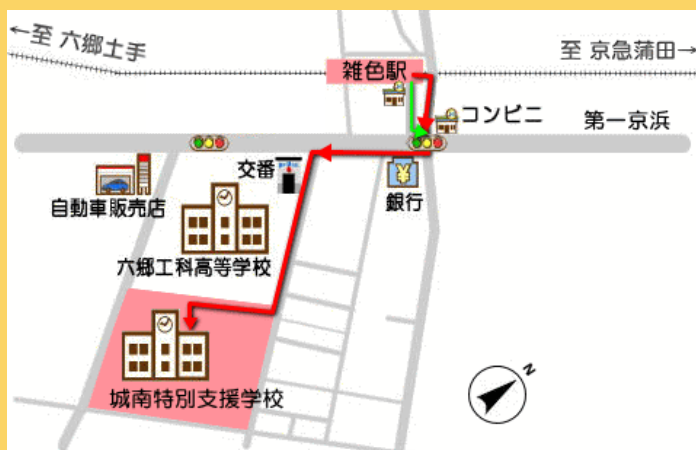 ←至 六郷土手
至 京急蒲田→
雑色駅
コンビニ
第一京浜
交番
¥
銀行
自動車販売店
六郷工科高等学校
城南特別支援学校
N